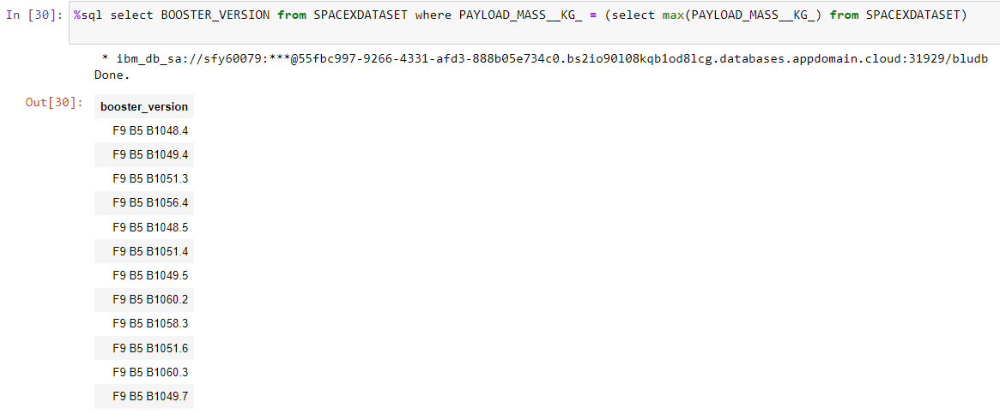 In [30]: %sql select BOOSTER_VERSION from SPACEXDATASET where PAYLOAD_MASS__KG_ = (select max(PAYLOAD_MASS__KG_) from SPACEXDATASET)
* ibm_db_sa://sfy60079:***@55fbc997-9266-4331-afd3-888b05e734c0.bs2io90l08kqb1od8lcg.databases.appdomain.cloud:31929/bludb
Done.
Out[30]: booster_version
F9 B5 B1048.4
F9 B5 B1049.4
F9 B5 B1051.3
F9 B5 B1056.4
F9 B5 B1048.5
F9 B5 B1051.4
F9 B5 B1049.5
F9 B5 B1060.2
F9 B5 B1058.3
F9 B5 B1051.6
F9 B5 B1060.3
F9 B5 B1049.7